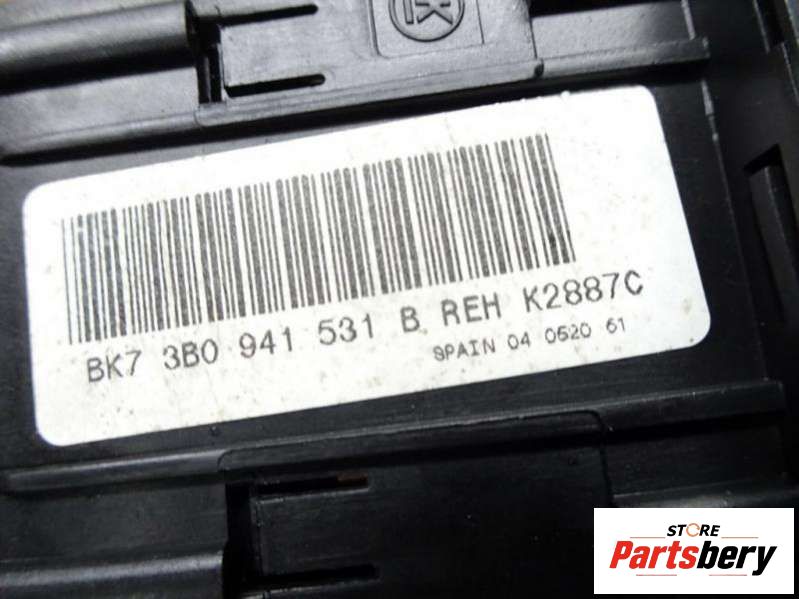 BK7 3B0 941 531 B REH K2887C
SPAIN 04 0520 61
STORE
Partsbery